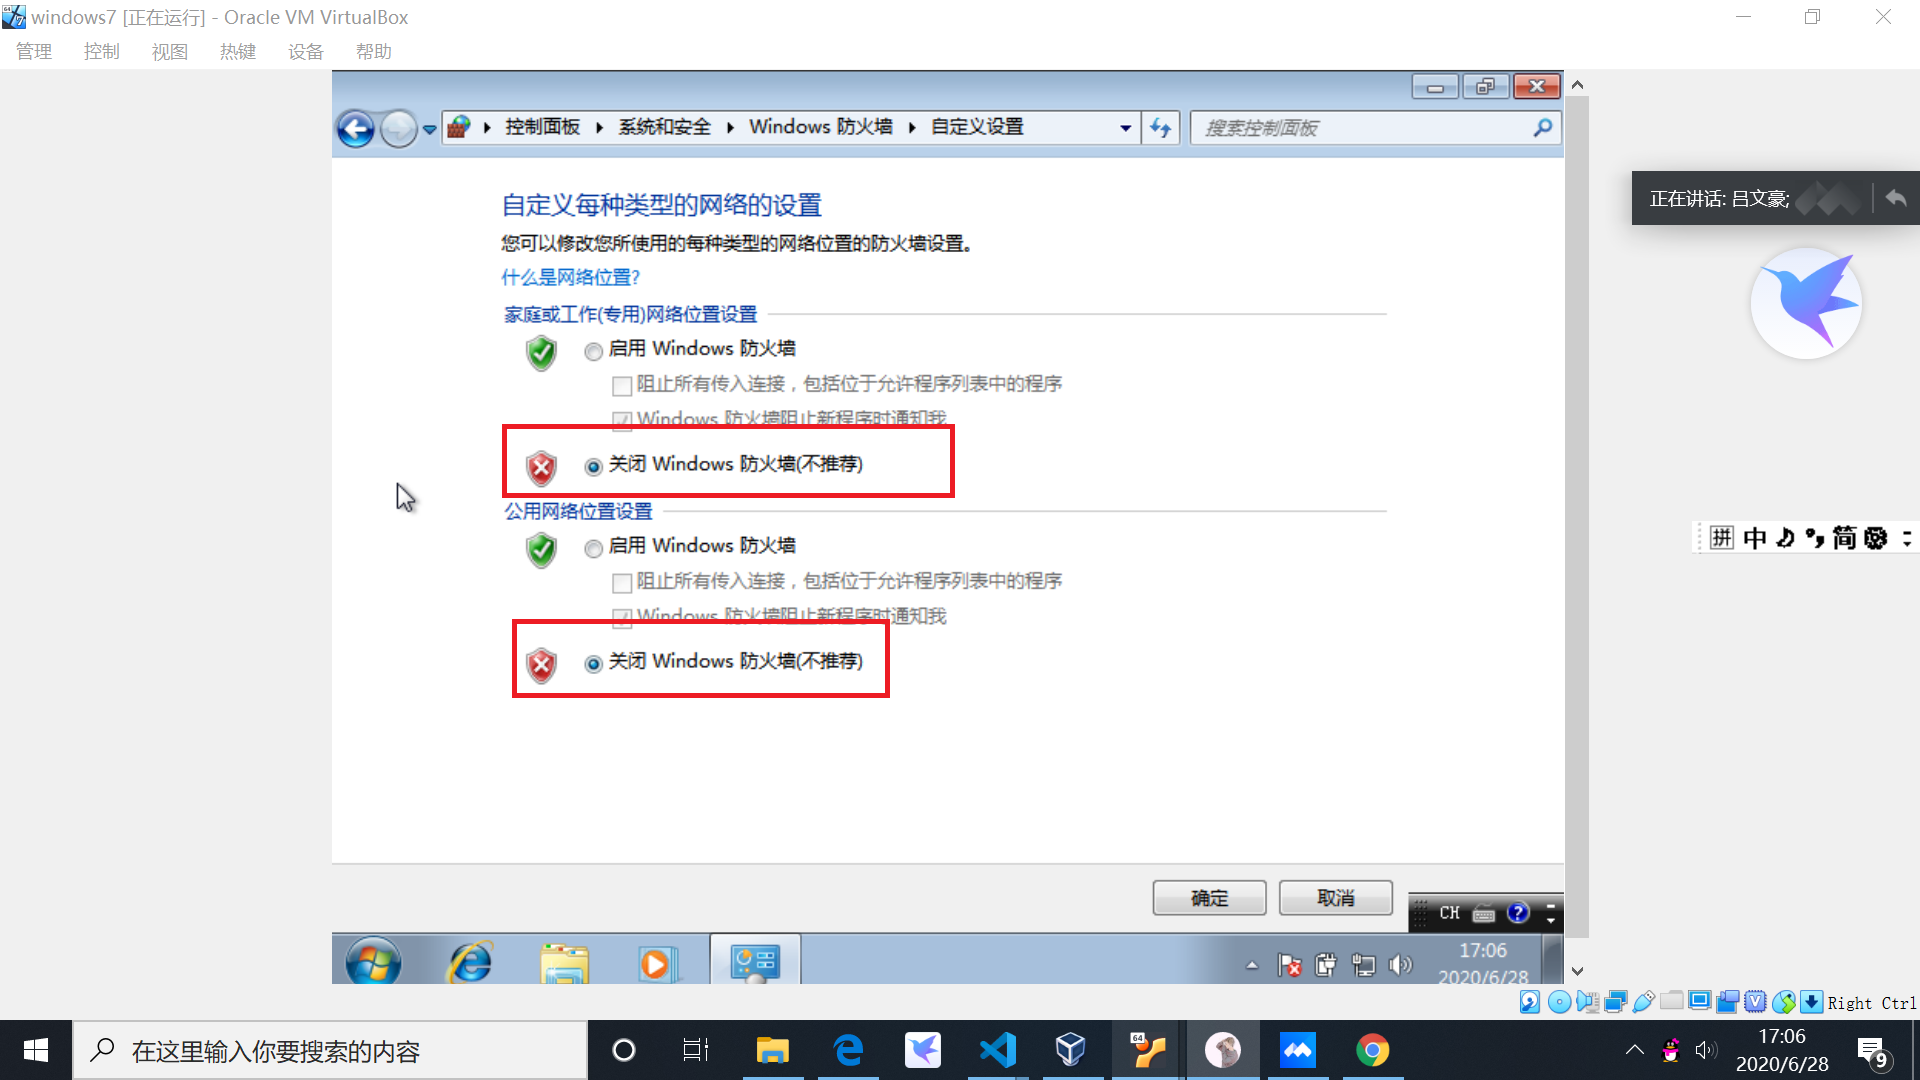 windows7 [正在运行] - Oracle VM VirtualBox
管理 控制 视图 热键 设备 帮助
控制面板 系统和安全 Windows 防火墙 自定义设置
搜索控制面板
正在讲话: 吕文豪;
自定义每种类型的网络的设置
您可以修改您所使用的每种类型的网络位置的防火墙设置。
什么是网络位置?
家庭或工作(专用)网络位置设置
启用 Windows 防火墙
阻止所有传入连接，包括位于允许程序列表中的程序
Windows 防火墙阻止新程序时通知我
关闭 Windows 防火墙(不推荐)
公用网络位置设置
启用 Windows 防火墙
阻止所有传入连接，包括位于允许程序列表中的程序
Windows 防火墙阻止新程序时通知我
关闭 Windows 防火墙(不推荐)
拼 中 简
确定 取消
CH
17:06
2020/6/28
Right Ctrl
在这里输入你要搜索的内容
64
17:06
2020/6/28
9